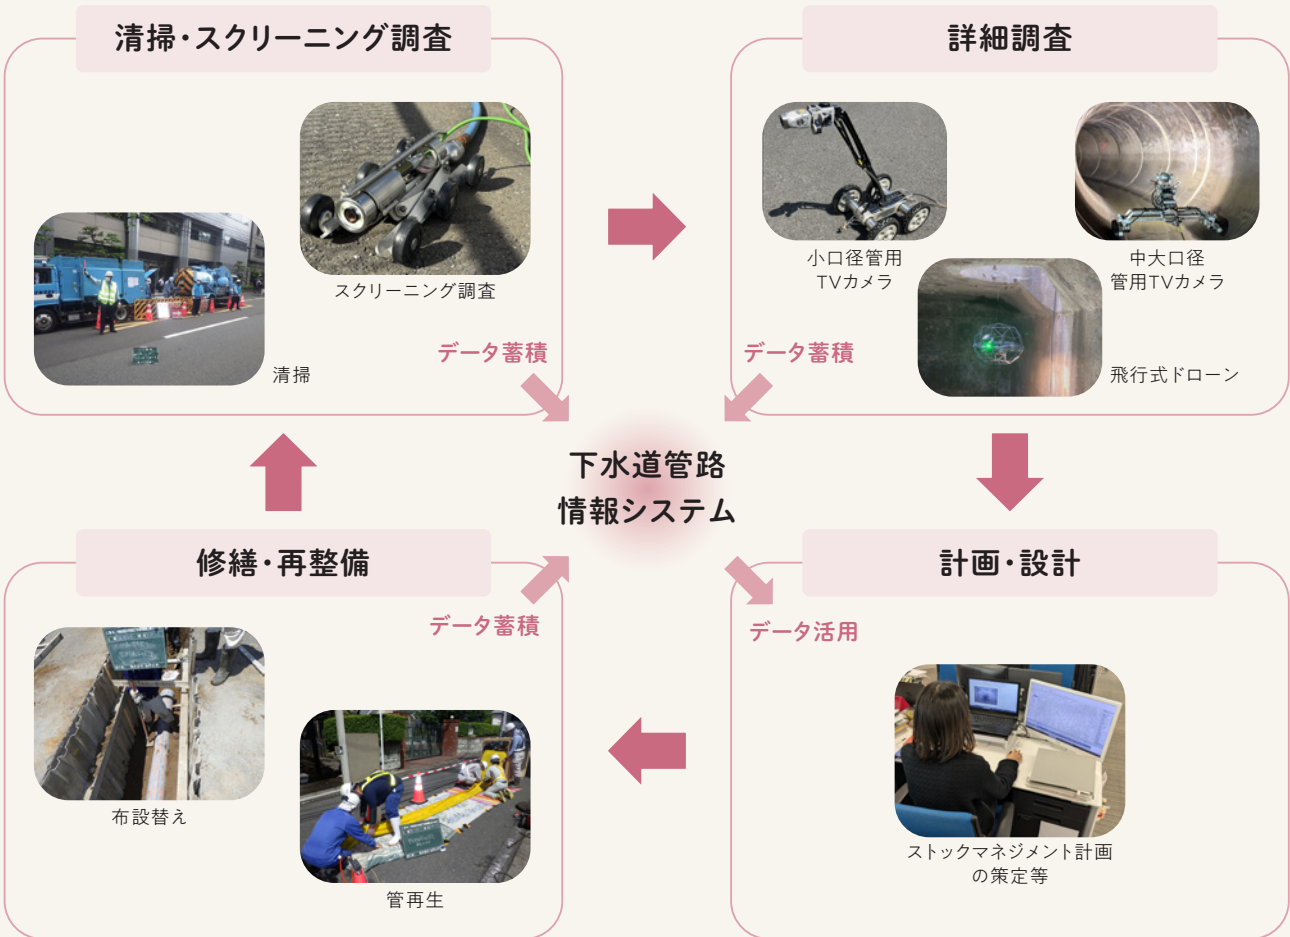 清掃・スクリーニング調査
スクリーニング調査
清掃
データ蓄積
詳細調査
小口径管用
TVカメラ
中大口径
管用TVカメラ
飛行式ドローン
データ蓄積
下水道管路
情報システム
修繕・再整備
データ蓄積
布設替え
管再生
計画・設計
データ活用
ストックマネジメント計画
の策定等